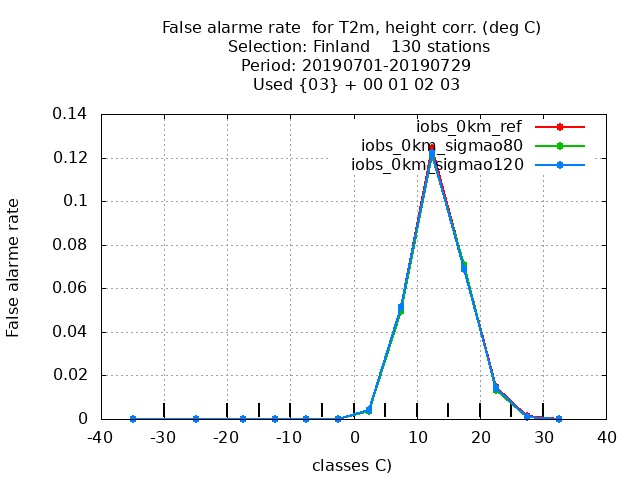 False alarme rate  for T2m, height corr. (deg C)
Selection: Finland    130 stations
Period: 20190701-20190729
Used {03} + 00 01 02 03
iobs_0km_ref
iobs_0km_sigmao80
iobs_0km_sigmao120
False alarme rate
0.14
0.12
0.1
0.08
0.06
0.04
0.02
0
-40 -30 -20 -10 0 10 20 30 40
classes C)